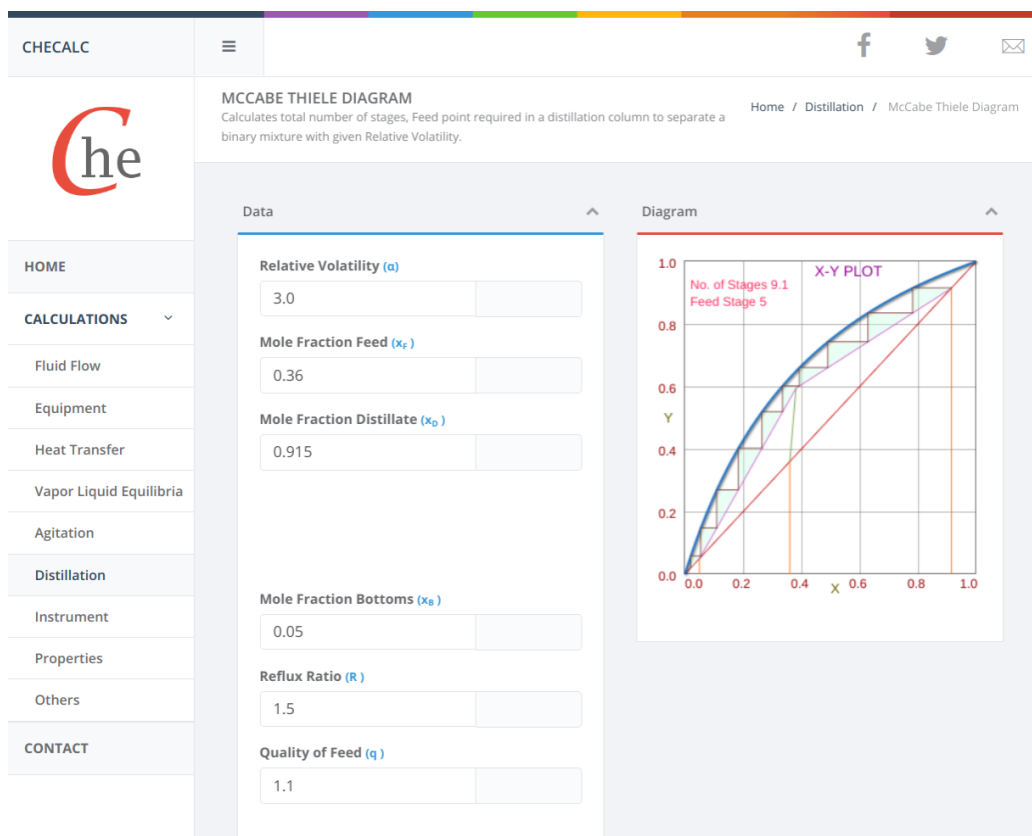 CHECALC
Che
HOME
CALCULATIONS
Fluid Flow
Equipment
Heat Transfer
Vapor Liquid Equilibria
Agitation
Distillation
Instrument
Properties
Others
CONTACT
MCCABE THIELE DIAGRAM
Calculates total number of stages, Feed point required in a distillation column to separate a
binary mixture with given Relative Volatility.
Home / Distillation / McCabe Thiele Diagram
Data
Relative Volatility (α)
3.0
Mole Fraction Feed (xF )
0.36
Mole Fraction Distillate (xD )
0.915
Mole Fraction Bottoms (xB )
0.05
Reflux Ratio (R )
1.5
Quality of Feed (q )
1.1
Diagram
X-Y PLOT
No. of Stages 9.1
Feed Stage 5
1.0
0.8
0.6
Y
0.4
0.2
0.0
0.0 0.2 0.4 X 0.6 0.8 1.0